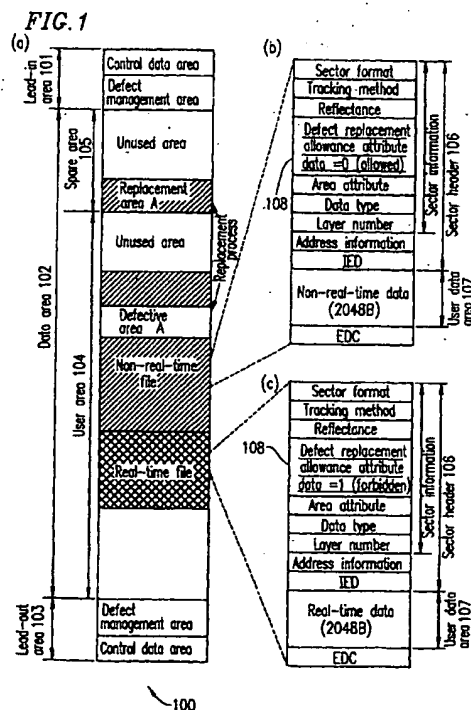 FIG. 1
(a)
Lead-in area 101
Control data area
Defect management area
Data area 102
Spare area 105
Unused area
Replacement area A
Replacement process
User area 104
Unused area
Defective area A
Non-real-time file
Real-time file
Lead-out area 103
Defect management area
Control data area
100
(b)
Sector format
Tracking method
Reflectance
Defect replacement allowance attribute data =0 (allowed)
108
Area attribute
Data type
Layer number
Address information
IED
Non-real-time data (2048B)
EDC
Sector information
Sector header 106
User data area 107
(c)
Sector format
Tracking method
Reflectance
Defect replacement allowance attribute data =1 (forbidden)
108
Area attribute
Data type
Layer number
Address information
IED
Real-time data (2048B)
EDC
Sector information
Sector header 106
User data area 107